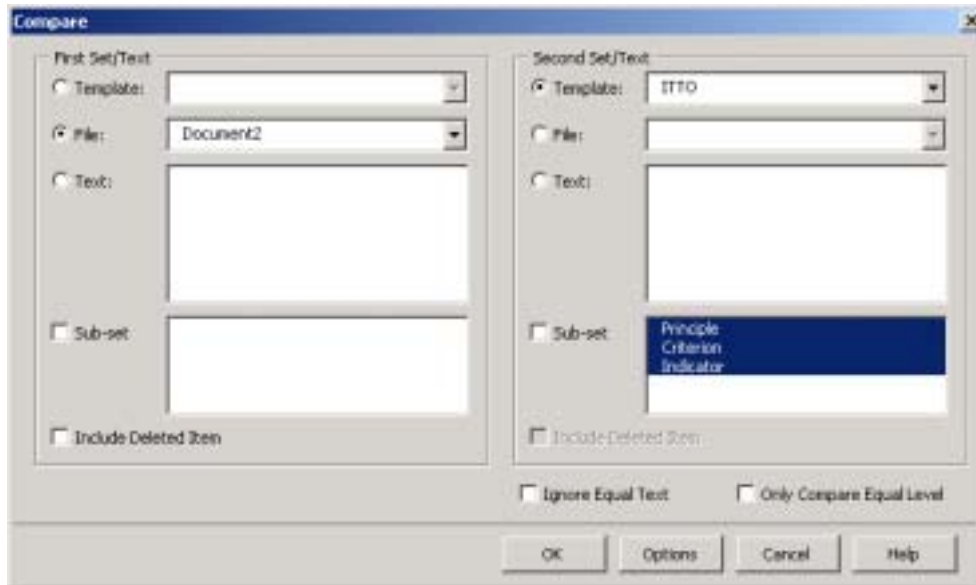 Compare
First Set/Text
Template:
File:
Document2
Text:
Sub-set
Include Deleted Item
Second Set/Text
Template:
ITTO
File:
Text:
Sub-set
Principle
Criterion
Indicator
Include Deleted Item
Ignore Equal Text
Only Compare Equal Level
OK
Options
Cancel
Help